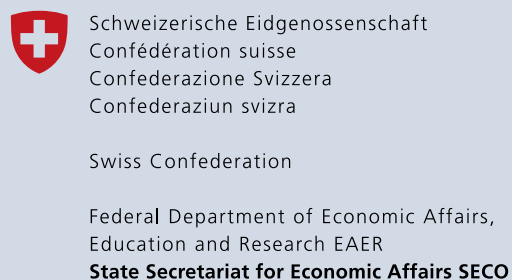 Schweizerische Eidgenossenschaft
Confédération suisse
Confederazione Svizzera
Confederaziun svizra
Swiss Confederation
Federal Department of Economic Affairs,
Education and Research EAER
State Secretariat for Economic Affairs SECO